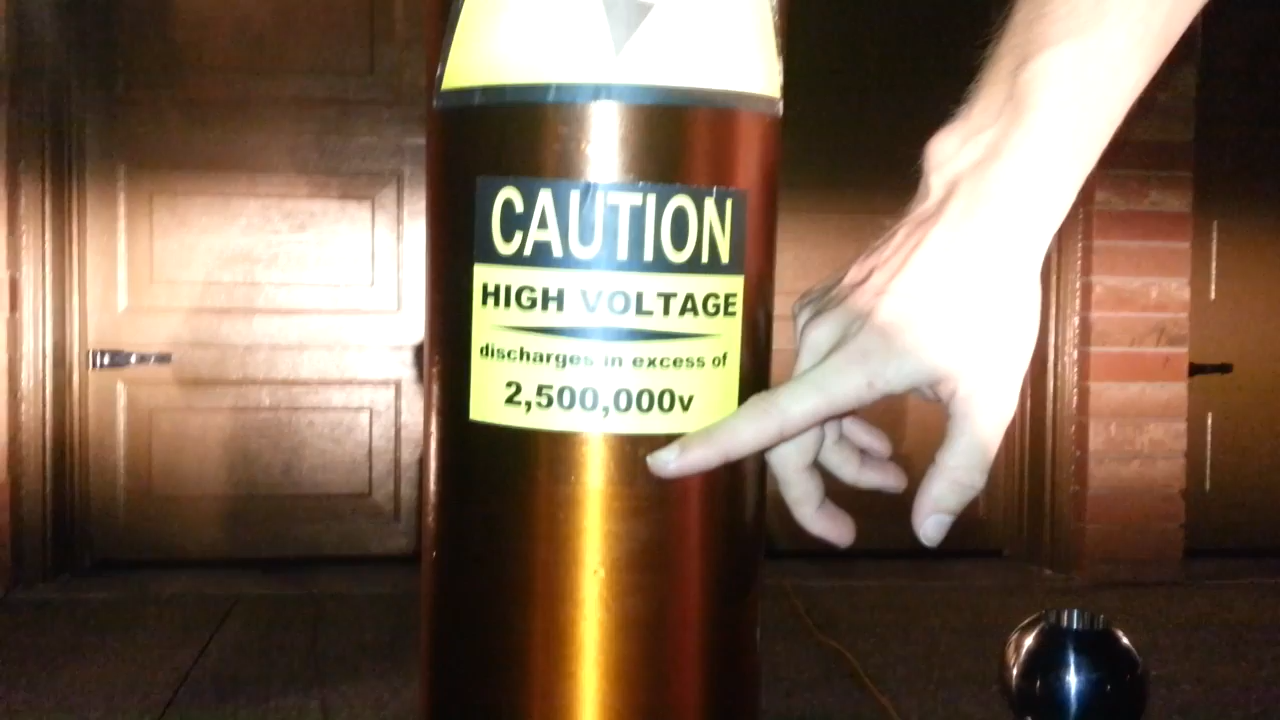 CAUTION
HIGH VOLTAGE
discharges in excess of
2,500,000v